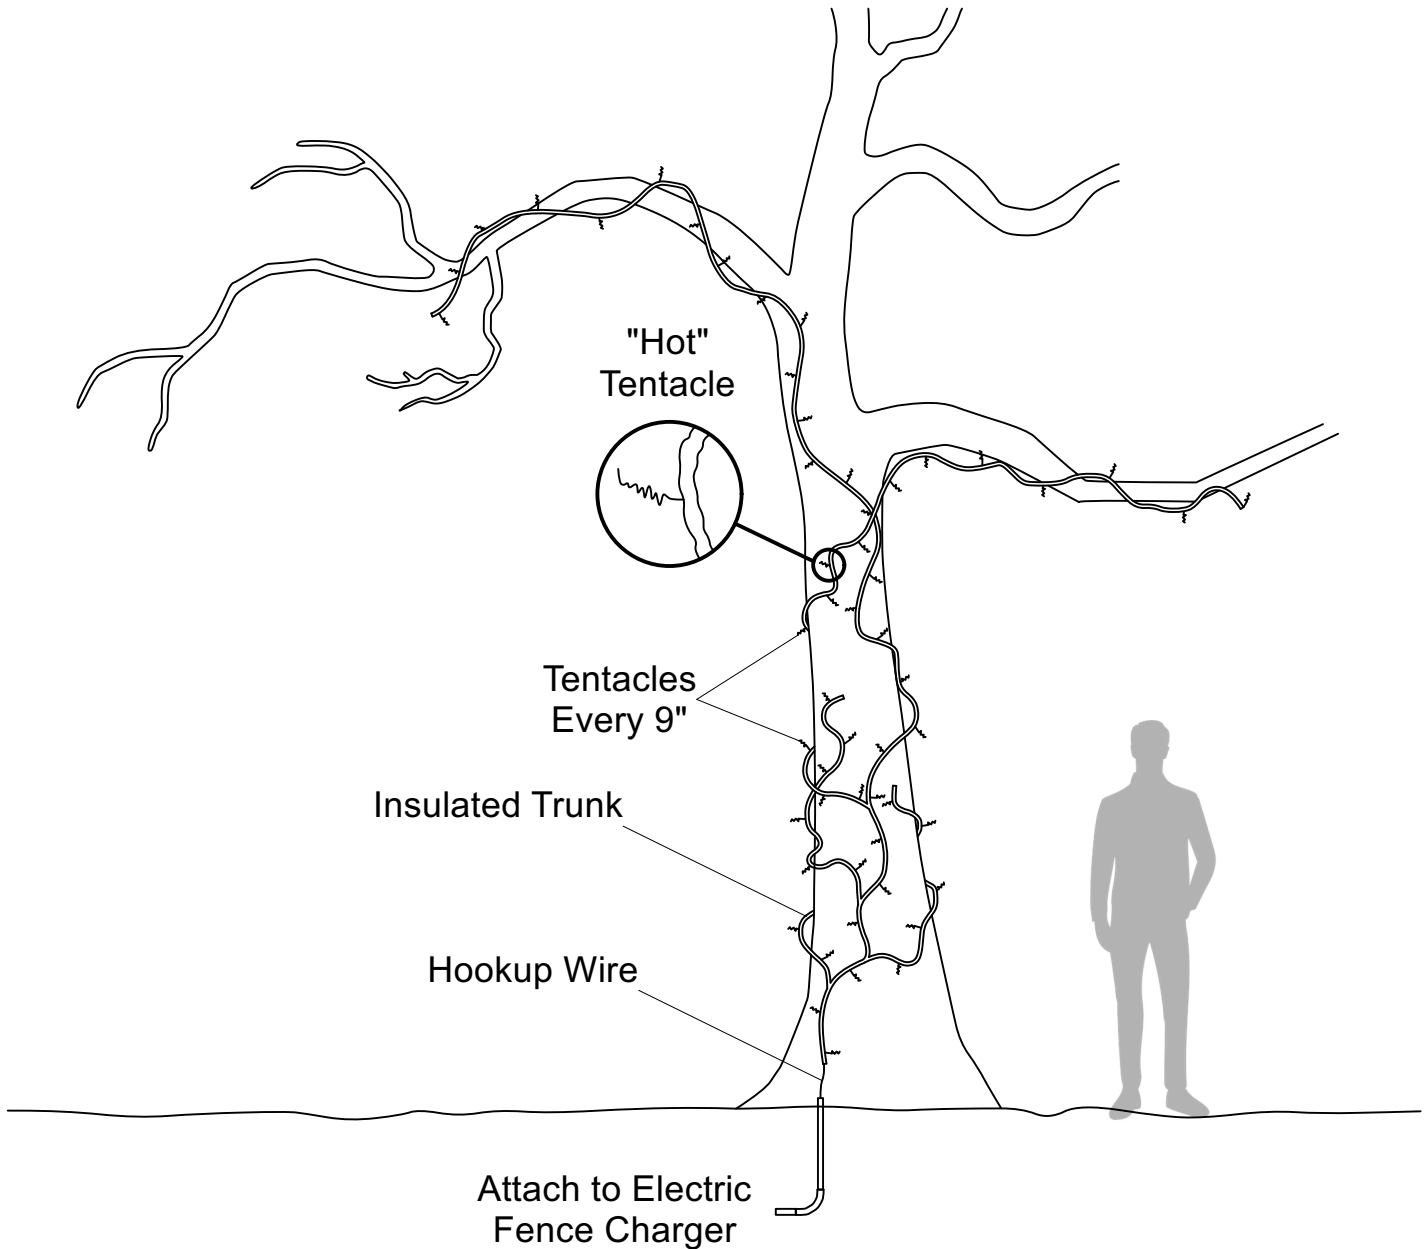 "Hot"
Tentacle
Tentacles
Every 9"
Insulated Trunk
Hookup Wire
Attach to Electric
Fence Charger